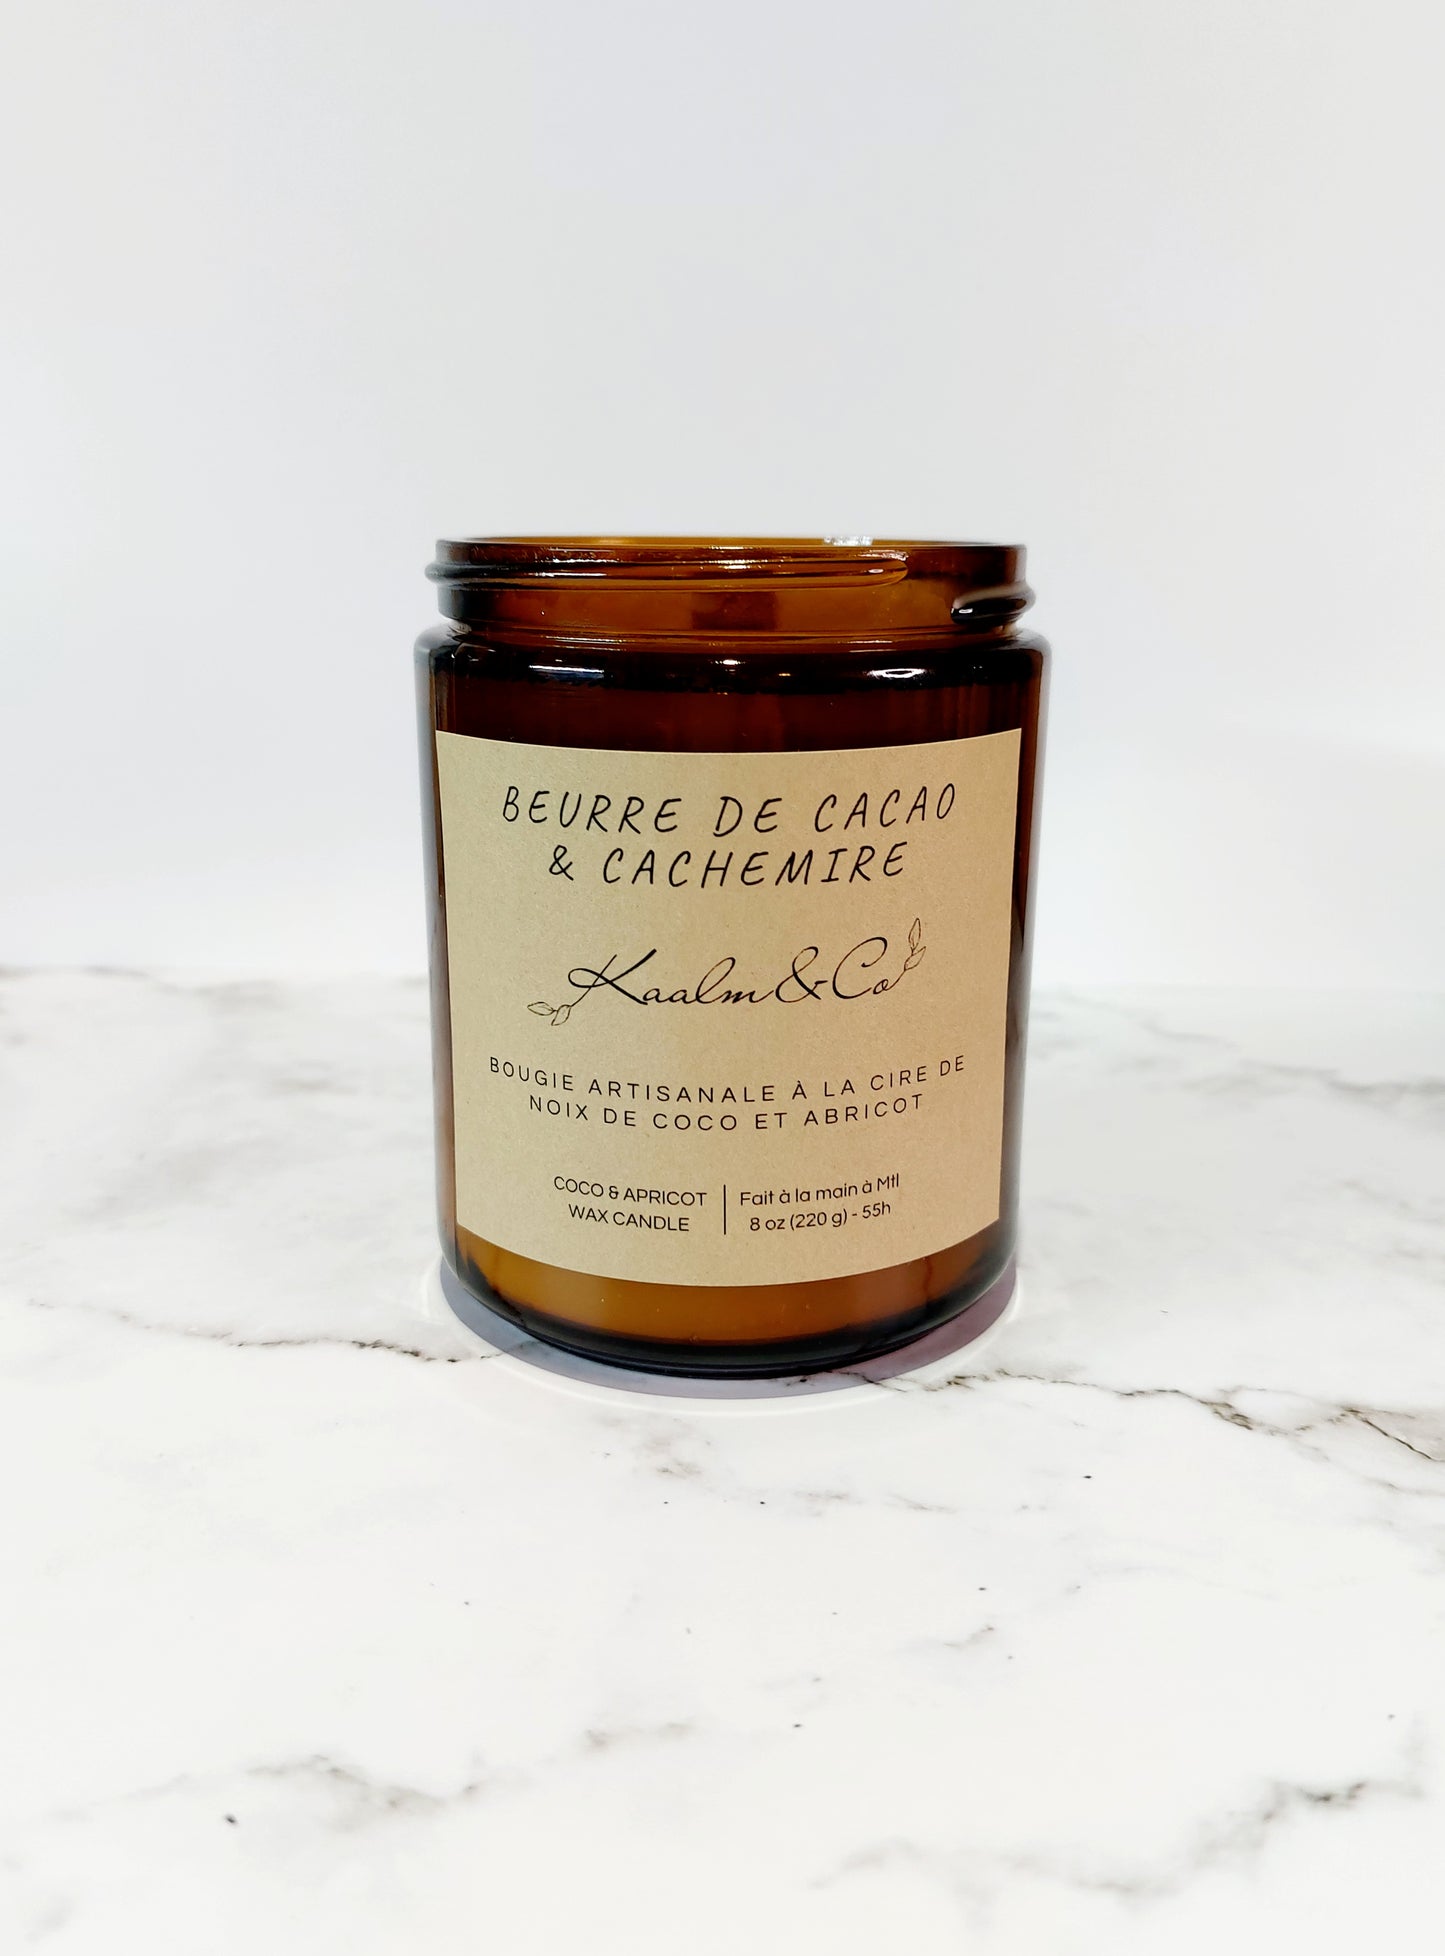 BEURRE DE CACAO
& CACHEMIRE
Kaalm&Co
BOUGIE ARTISANALE À LA CIRE DE
NOIX DE COCO ET ABRICOT
COCO & APRICOT
WAX CANDLE
Fait à la main à Mtl
8 oz (220 g) - 55h